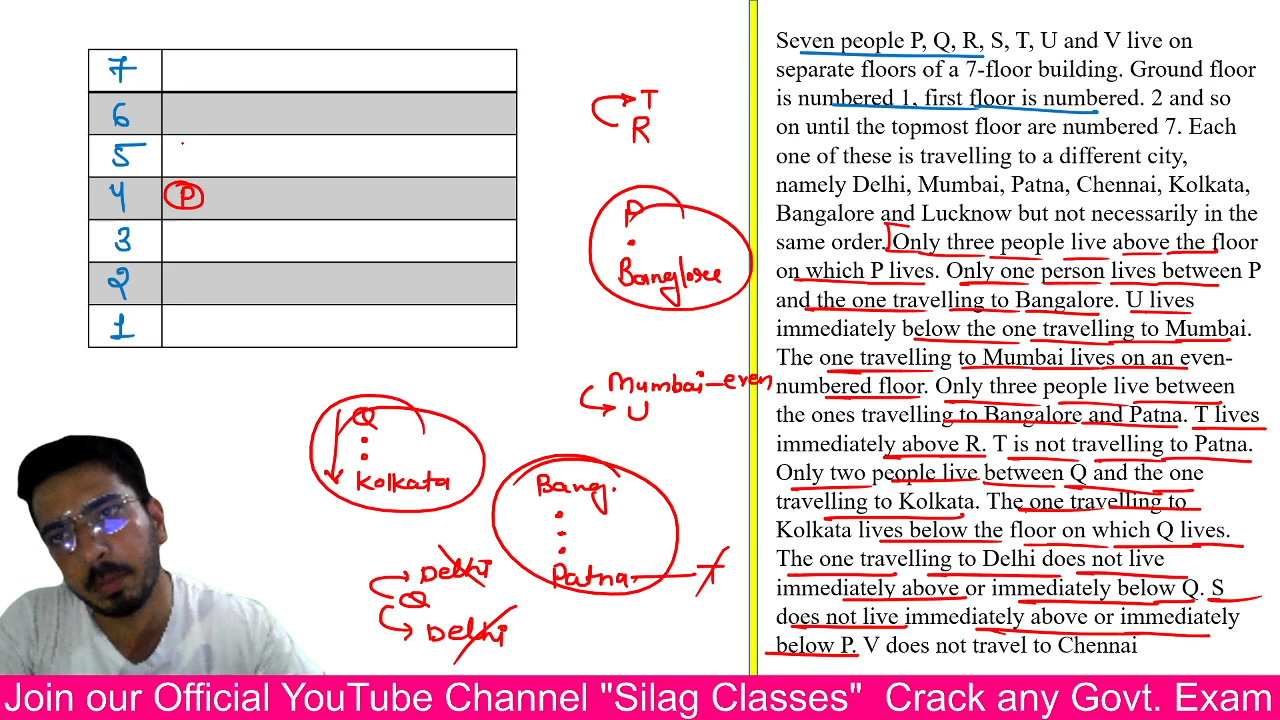 7
6
5
4 P
3
2
1
T
R
P
Banglore
Mumbai-even
U
Q
Kolkata
Bang.
Patna T
Delhi
Q
Delhi
Seven people P, Q, R, S, T, U and V live on
separate floors of a 7-floor building. Ground floor
is numbered 1, first floor is numbered. 2 and so
on until the topmost floor are numbered 7. Each
one of these is travelling to a different city,
namely Delhi, Mumbai, Patna, Chennai, Kolkata,
Bangalore and Lucknow but not necessarily in the
same order. Only three people live above the floor
on which P lives. Only one person lives between P
and the one travelling to Bangalore. U lives
immediately below the one travelling to Mumbai.
The one travelling to Mumbai lives on an even-
numbered floor. Only three people live between
the ones travelling to Bangalore and Patna. T lives
immediately above R. T is not travelling to Patna.
Only two people live between Q and the one
travelling to Kolkata. The one travelling to
Kolkata lives below the floor on which Q lives.
The one travelling to Delhi does not live
immediately above or immediately below Q. S
does not live immediately above or immediately
below P. V does not travel to Chennai
Join our Official YouTube Channel "Silag Classes" Crack any Govt. Exam